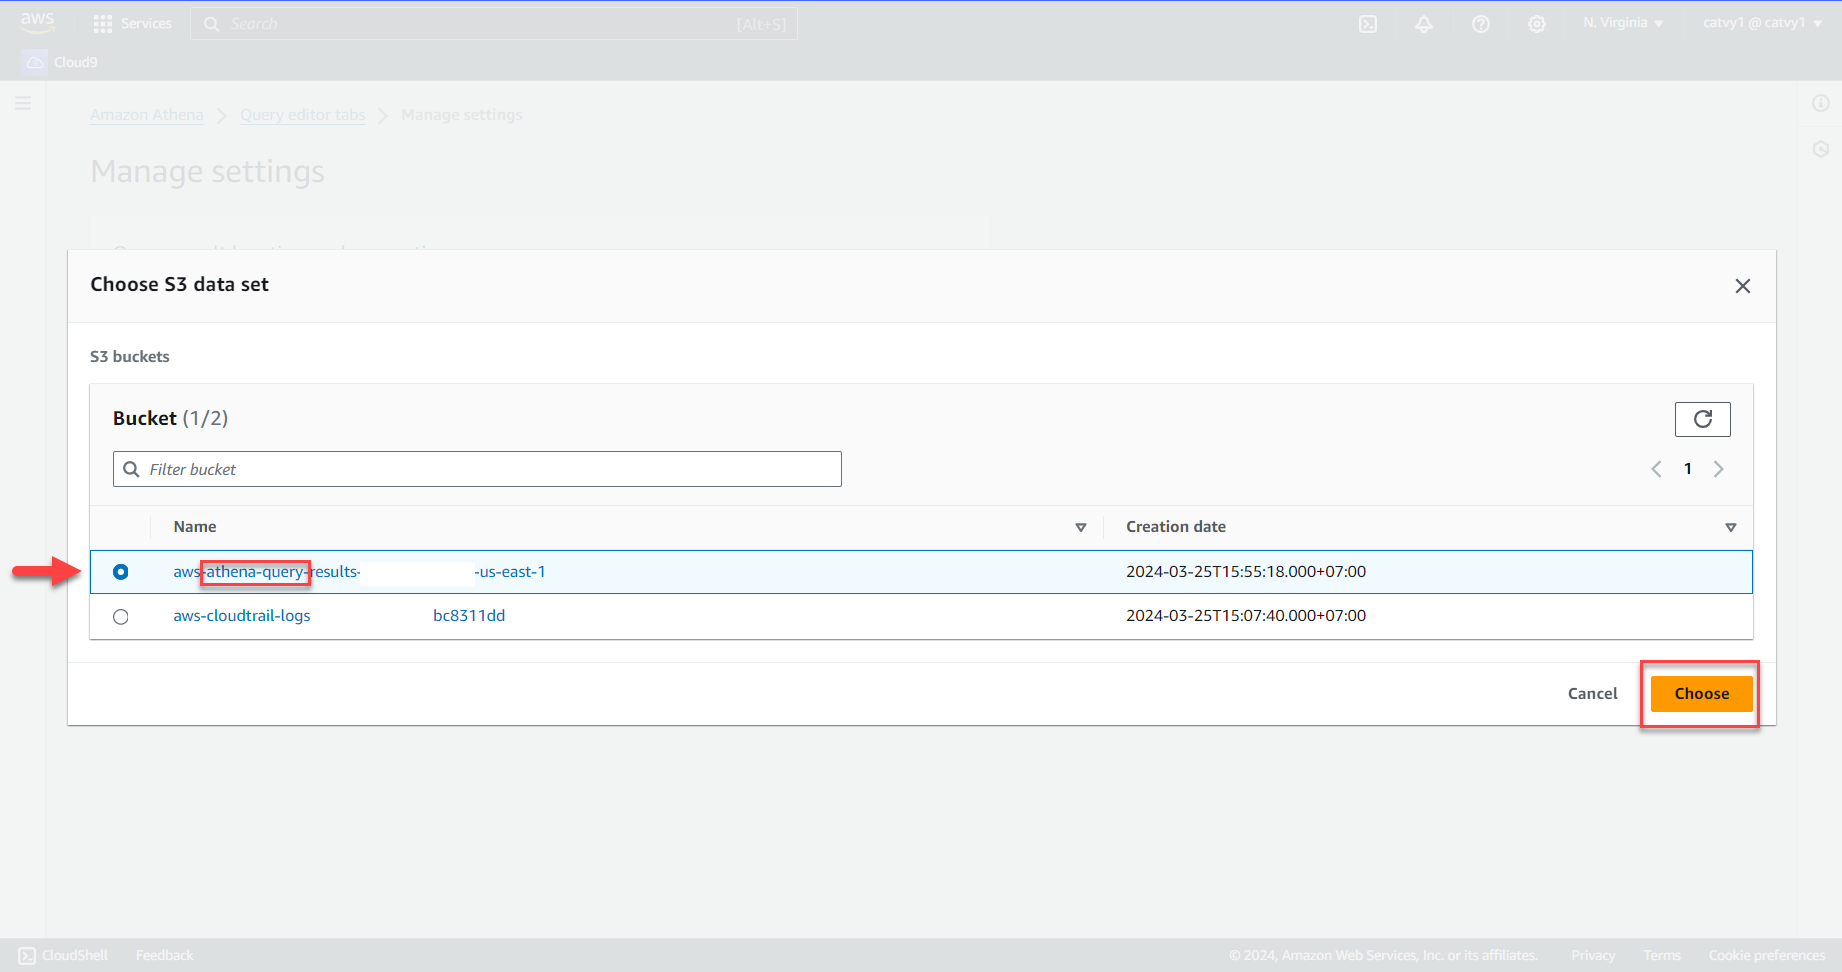 aws Services Search [Alt+S] N. Virginia catvy1 @ catvy1
Cloud9
Amazon Athena Query editor tabs Manage settings
Manage settings
Choose S3 data set
S3 buckets
Bucket (1/2)
Filter bucket 1
Name Creation date
aws-athena-query-results- -us-east-1 2024-03-25T15:55:18.000+07:00
aws-cloudtrail-logs bc8311dd 2024-03-25T15:07:40.000+07:00
Cancel Choose
CloudShell Feedback © 2024, Amazon Web Services, Inc. or its affiliates. Privacy Terms Cookie preferences